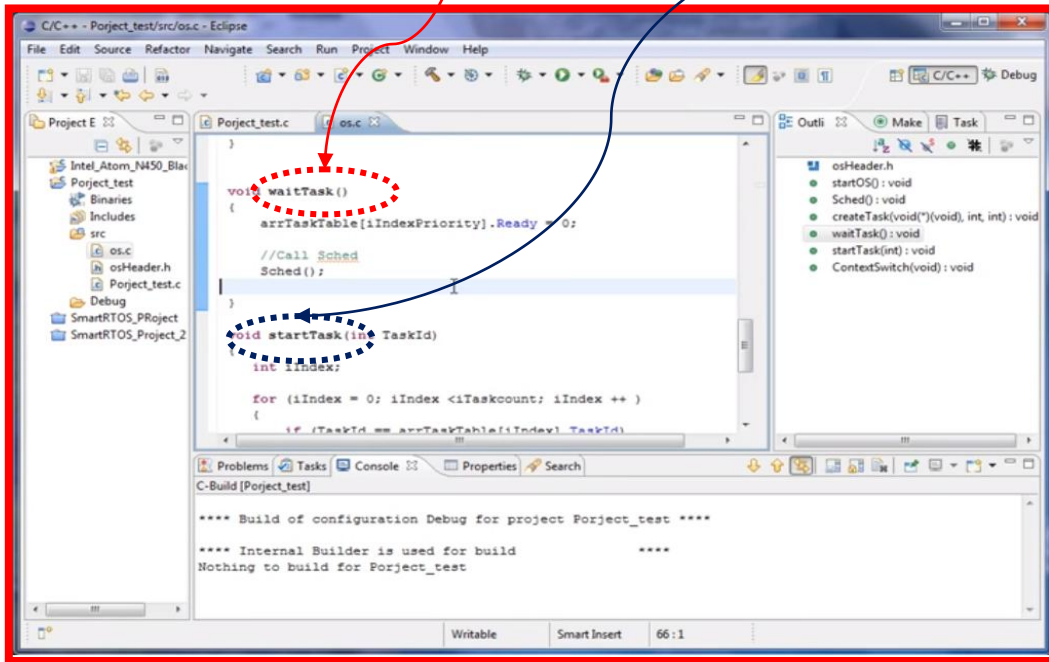 C/C++ - Porject_test/src/os.c - Eclipse
File Edit Source Refactor Navigate Search Run Project Window Help
C/C++ Debug
Project E
Intel_Atom_N450_Blac
Porject_test
Binaries
Includes
src
os.c
osHeader.h
Porject_test.c
Debug
SmartRTOS_PRoject
SmartRTOS_Project_2
Porject_test.c os.c
}
void waitTask()
{
arrTaskTable[iIndexPriority].Ready = 0;
//Call Sched
Sched();
}
void startTask(int TaskId)
{
int iIndex;
for (iIndex = 0; iIndex <iTaskcount; iIndex ++ )
{
if (TaskId == arrTaskTable[iIndex].TaskId)
Outli Make Task
osHeader.h
startOS() : void
Sched() : void
createTask(void(*)(void), int, int) : void
waitTask() : void
startTask(int) : void
ContextSwitch(void) : void
Problems Tasks Console Properties Search
C-Build [Porject_test]
**** Build of configuration Debug for project Porject_test ****
**** Internal Builder is used for build ****
Nothing to build for Porject_test
Writable Smart Insert 66 : 1